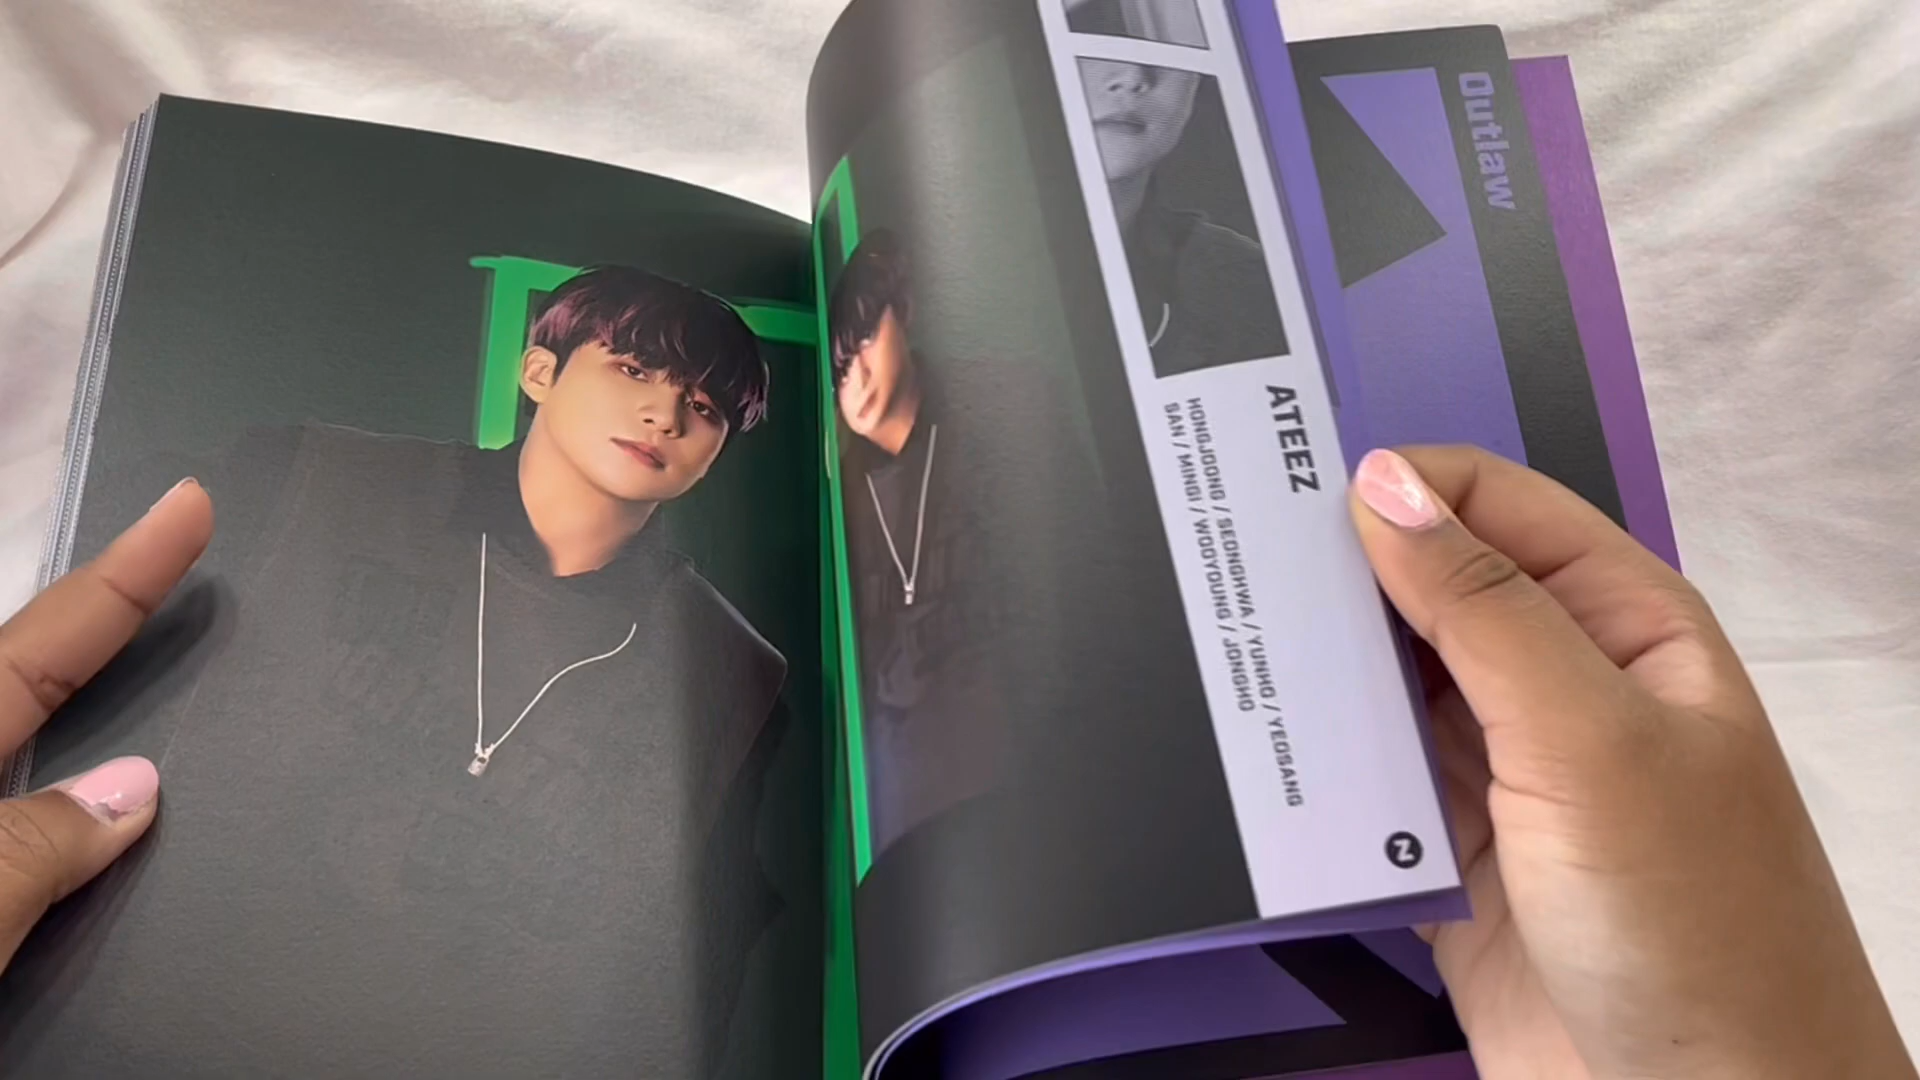 Outlaw
ATEEZ
HONGJOONG / SEONGHWA / YUNHO / YEOSANG
SAN / MINGI / WOOYOUNG / JONGHO
Z